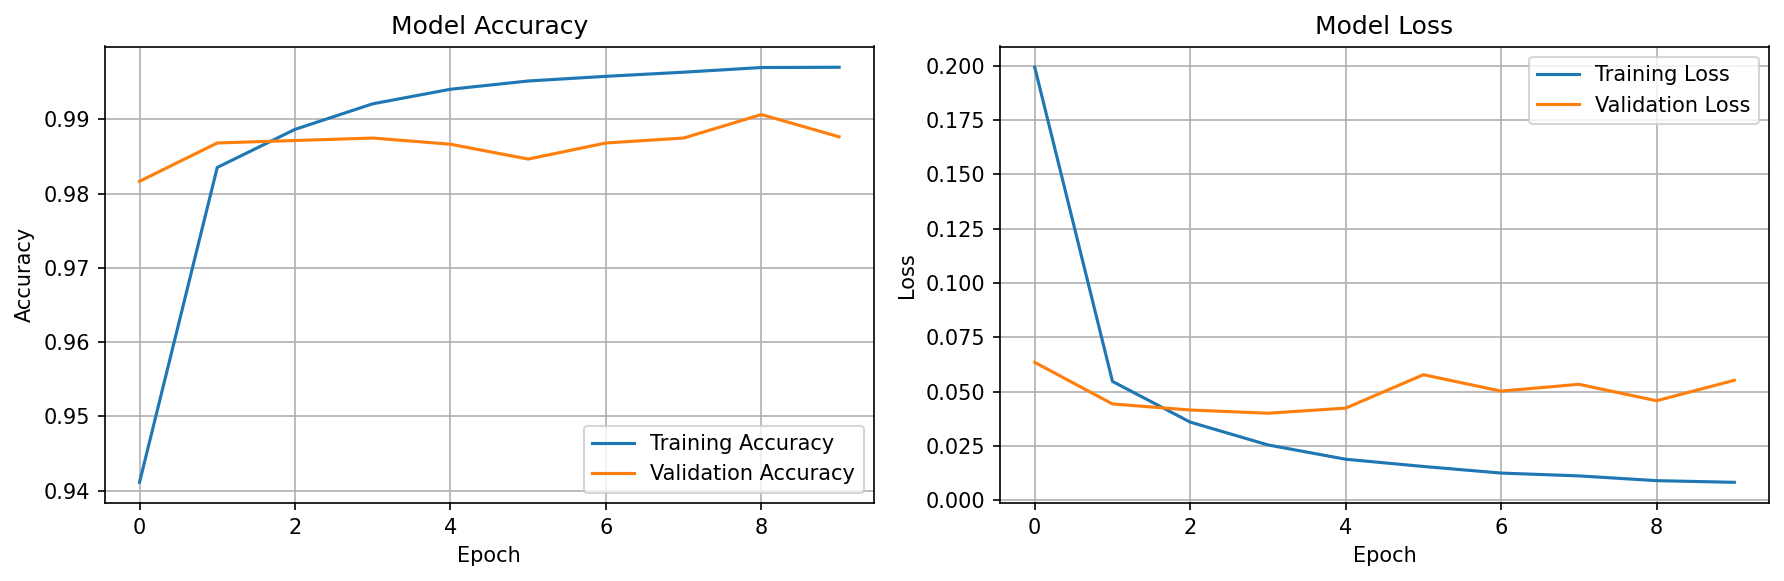 Model Accuracy
Accuracy
0.99
0.98
0.97
0.96
0.95
0.94
Training Accuracy
Validation Accuracy
0 2 4 6 8
Epoch
Model Loss
Loss
0.200
0.175
0.150
0.125
0.100
0.075
0.050
0.025
0.000
Training Loss
Validation Loss
0 2 4 6 8
Epoch